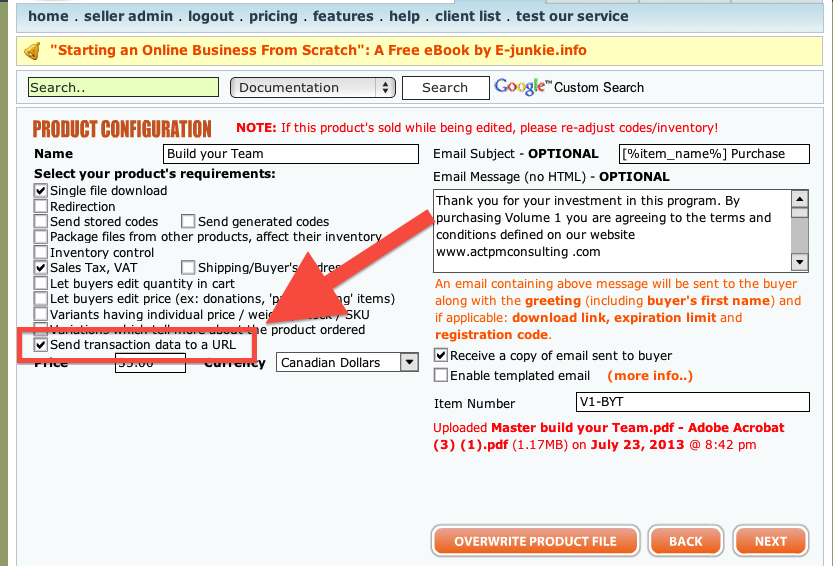 home . seller admin . logout . pricing . features . help . client list . test our service
"Starting an Online Business From Scratch": A Free eBook by E-junkie.info
Search.. Documentation Search Google™ Custom Search
PRODUCT CONFIGURATION NOTE: If this product's sold while being edited, please re-adjust codes/inventory!
Name Build your Team
Select your product's requirements:
Single file download
Redirection
Send stored codes Send generated codes
Package files from other products, affect their inventory
Inventory control
Sales Tax, VAT Shipping/Buyer's
Let buyers edit quantity in cart
Let buyers edit price (ex: donations, items)
Variants having individual price / SKU
Variations which tell more about the product ordered
Send transaction data to a URL
Price Currency Canadian Dollars
Email Subject - OPTIONAL [%item_name%] Purchase
Email Message (no HTML) - OPTIONAL
Thank you for your investment in this program. By
purchasing Volume 1 you are agreeing to the terms and
conditions defined on our website
www.actpmconsulting .com
An email containing above message will be sent to the buyer
along with the greeting (including buyer's first name) and
if applicable: download link, expiration limit and
registration code.
Receive a copy of email sent to buyer
Enable templated email (more info..)
Item Number V1-BYT
Uploaded Master build your Team.pdf - Adobe Acrobat
(3) (1).pdf (1.17MB) on July 23, 2013 @ 8:42 pm
OVERWRITE PRODUCT FILE BACK NEXT